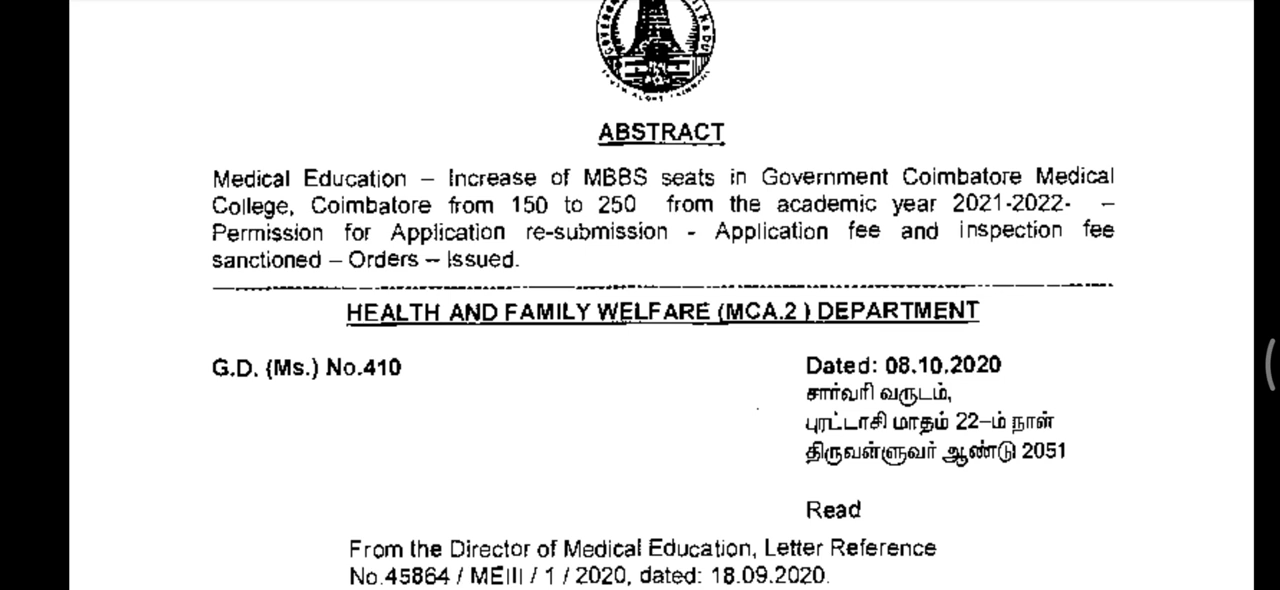 ABSTRACT
Medical Education – Increase of MBBS seats in Government Coimbatore Medical
College, Coimbatore from 150 to 250 from the academic year 2021-2022- –
Permission for Application re-submission - Application fee and inspection fee
sanctioned – Orders – Issued.
HEALTH AND FAMILY WELFARE (MCA.2 ) DEPARTMENT
G.D. (Ms.) No.410
Dated: 08.10.2020
சார்வரி வருடம்,
புரட்டாசி மாதம் 22–ம் நாள்
திருவள்ளுவர் ஆண்டு 2051
Read
From the Director of Medical Education, Letter Reference
No.45864 / MEIII / 1 / 2020, dated: 18.09.2020.